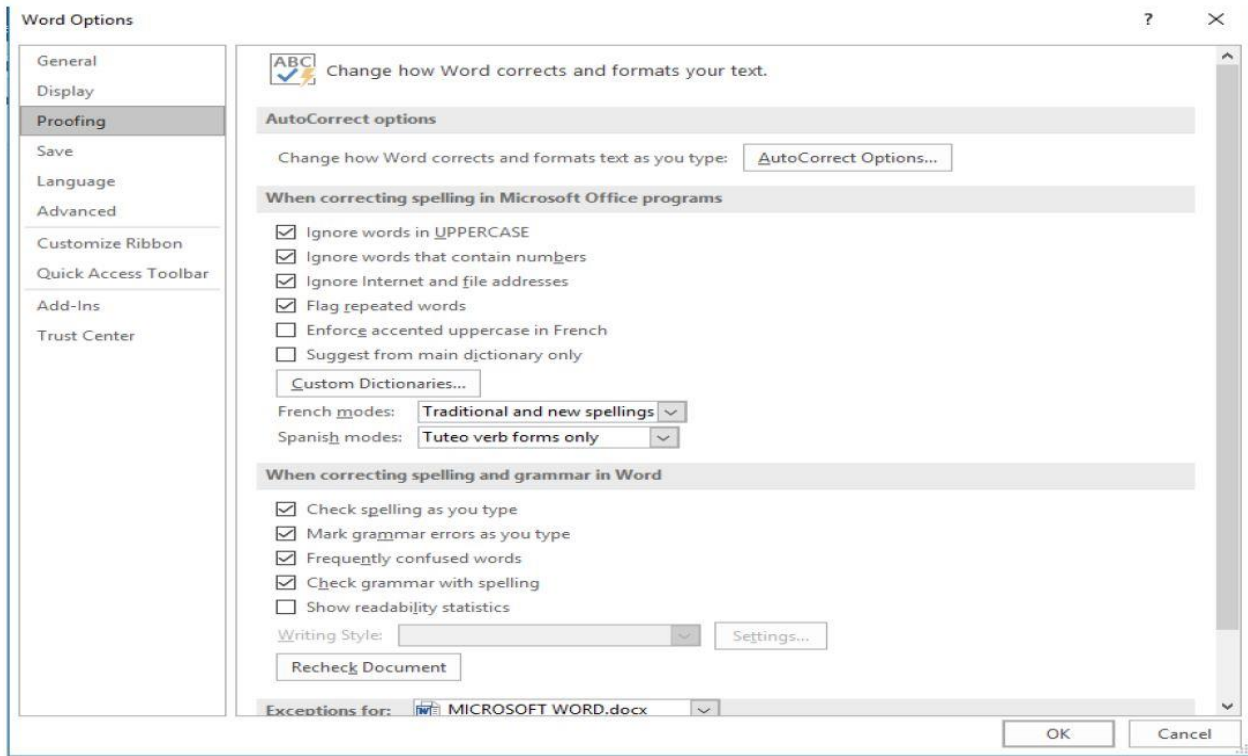 Word Options
?
General
Display
Proofing
Save
Language
Advanced
Customize Ribbon
Quick Access Toolbar
Add-Ins
Trust Center
ABC
Change how Word corrects and formats your text.
AutoCorrect options
Change how Word corrects and formats text as you type: AutoCorrect Options...
When correcting spelling in Microsoft Office programs
Ignore words in UPPERCASE
Ignore words that contain numbers
Ignore Internet and file addresses
Flag repeated words
Enforce accented uppercase in French
Suggest from main dictionary only
Custom Dictionaries...
French modes: Traditional and new spellings
Spanish modes: Tuteo verb forms only
When correcting spelling and grammar in Word
Check spelling as you type
Mark grammar errors as you type
Frequently confused words
Check grammar with spelling
Show readability statistics
Writing Style: Settings...
Recheck Document
Exceptions for: MICROSOFT WORD.docx
OK Cancel